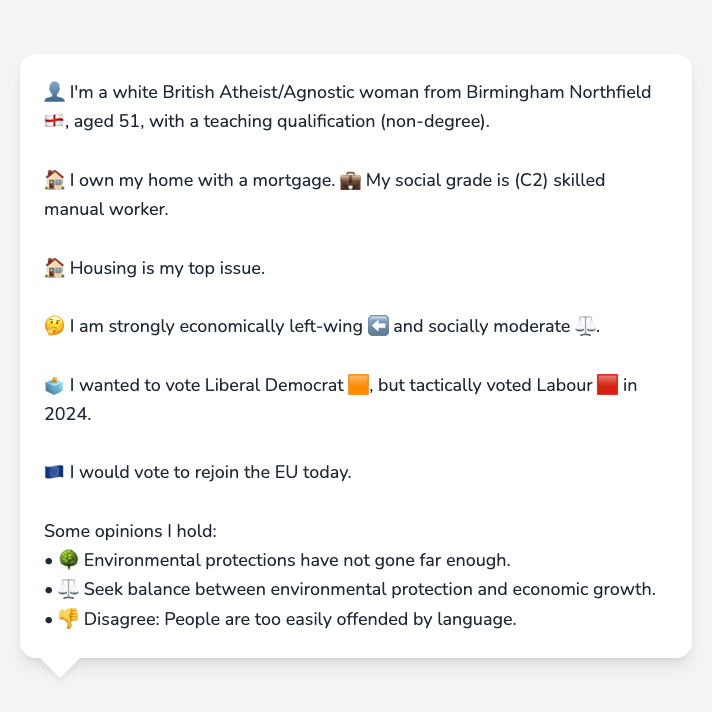 👤 I'm a white British Atheist/Agnostic woman from Birmingham Northfield
🏴󠁧󠁢󠁥󠁮󠁧󠁿, aged 51, with a teaching qualification (non-degree).
🏠 I own my home with a mortgage. 💼 My social grade is (C2) skilled
manual worker.
🏠 Housing is my top issue.
🤔 I am strongly economically left-wing ⬅️ and socially moderate ⚖️.
🗳️ I wanted to vote Liberal Democrat 🟧, but tactically voted Labour 🟥 in
2024.
🇪🇺 I would vote to rejoin the EU today.
Some opinions I hold:
• 🌳 Environmental protections have not gone far enough.
• ⚖️ Seek balance between environmental protection and economic growth.
• 👎 Disagree: People are too easily offended by language.